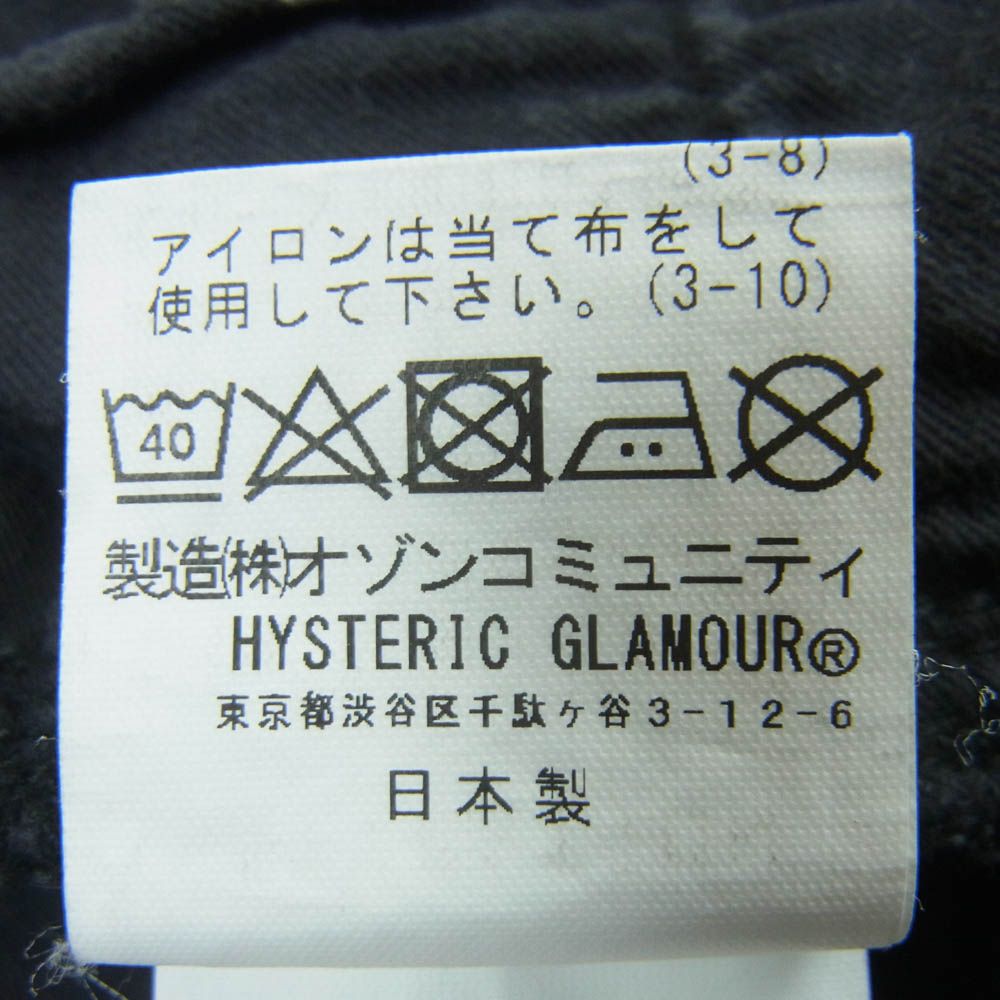 (3-8)
アイロンは当て布をして
使用して下さい。(3-10)
40
製造(株)オゾンコミュニティ
HYSTERIC GLAMOUR®
東京都渋谷区千駄ヶ谷3-12-6
日本製